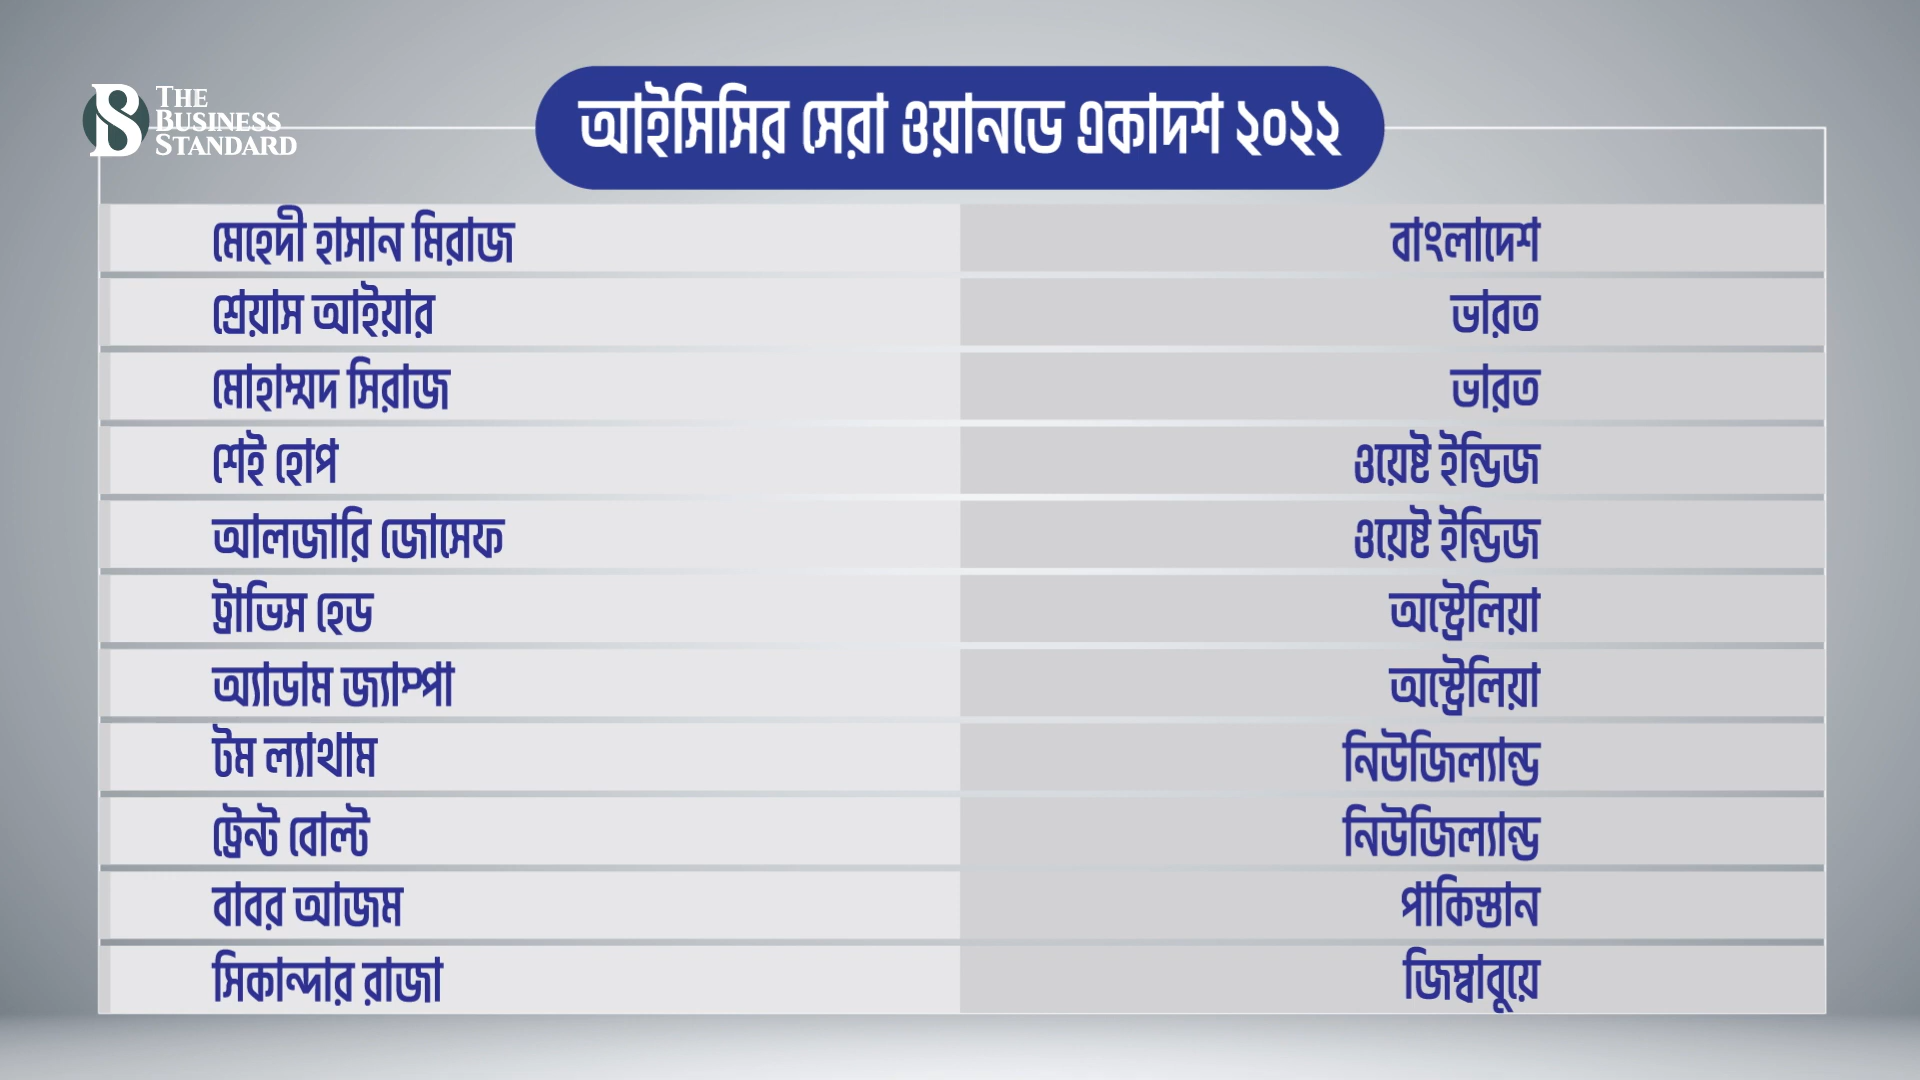 THE
BUSINESS
STANDARD
আইসিসির সেরা ওয়ানডে একাদশ ২০২২
মেহেদী হাসান মিরাজ বাংলাদেশ
শ্রেয়াস আইয়ার ভারত
মোহাম্মদ সিরাজ ভারত
শেই হোপ ওয়েষ্ট ইন্ডিজ
আলজারি জোসেফ ওয়েষ্ট ইন্ডিজ
ট্রাভিস হেড অস্ট্রেলিয়া
অ্যাডাম জ্যাম্পা অস্ট্রেলিয়া
টম ল্যাথাম নিউজিল্যান্ড
ট্রেন্ট বোল্ট নিউজিল্যান্ড
বাবর আজম পাকিস্তান
সিকান্দার রাজা জিম্বাবুয়ে